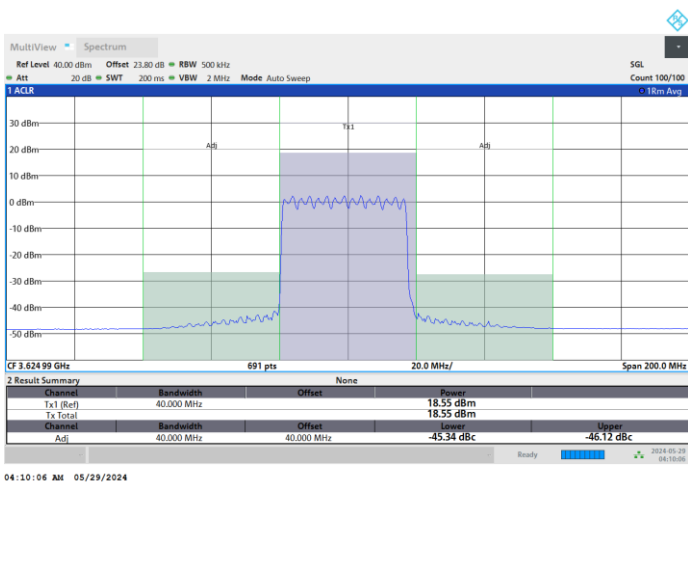 MultiView Spectrum
Ref Level 40.00 dBm Offset 23.80 dB RBW 500 kHz SGL
Att 20 dB SWT 200 ms VBW 2 MHz Mode Auto Sweep Count 100/100
1 ACLR 1Rm Avg
30 dBm
Tx1
20 dBm
Adj Adj
10 dBm
0 dBm
-10 dBm
-20 dBm
-30 dBm
-40 dBm
-50 dBm
CF 3.624 99 GHz 691 pts 20.0 MHz/ Span 200.0 MHz
2 Result Summary None
Channel Bandwidth Offset Power
Tx1 (Ref) 40.000 MHz 18.55 dBm
Tx Total 18.55 dBm
Channel Bandwidth Offset Lower Upper
Adj 40.000 MHz 40.000 MHz -45.34 dBc -46.12 dBc
Ready 2024-05-29
04:10:06
04:10:06 AM 05/29/2024